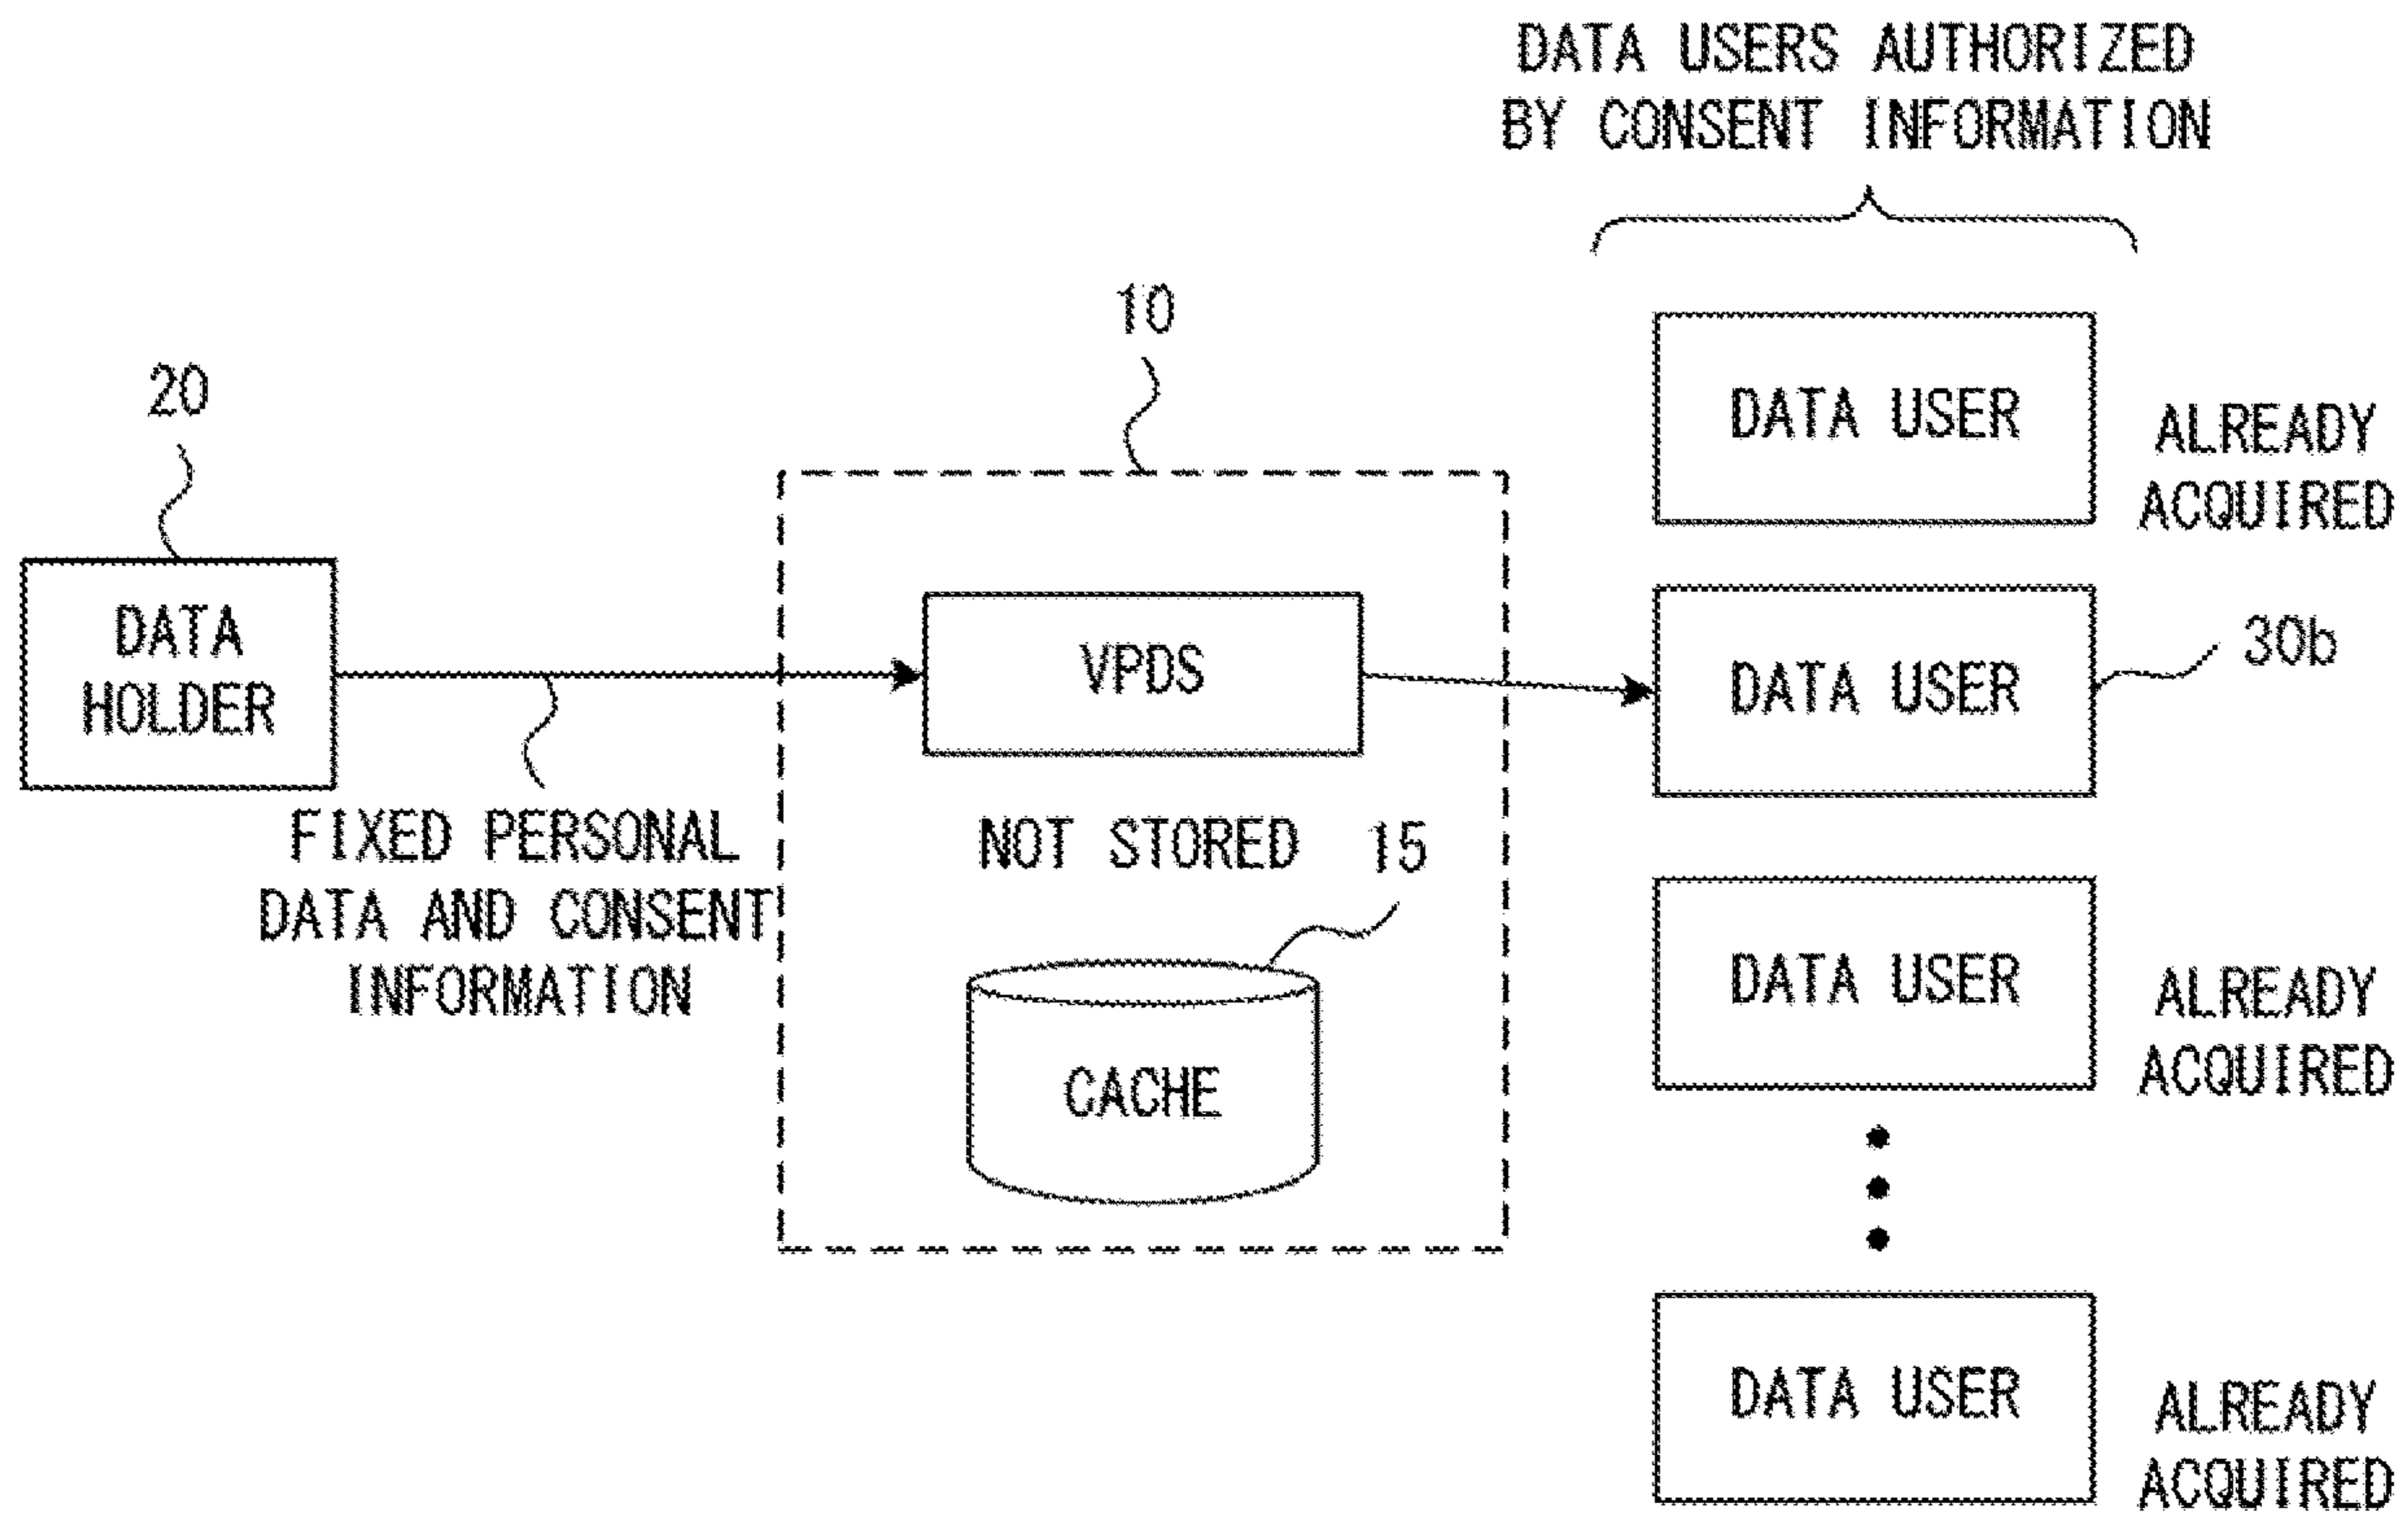 DATA USERS AUTHORIZED
BY CONSENT INFORMATION
10
20
DATA USER
ALREADY
ACQUIRED
DATA
HOLDER
VPDS
DATA USER
30b
FIXED PERSONAL
DATA AND CONSENT
INFORMATION
NOT STORED
15
CACHE
DATA USER
ALREADY
ACQUIRED
DATA USER
ALREADY
ACQUIRED